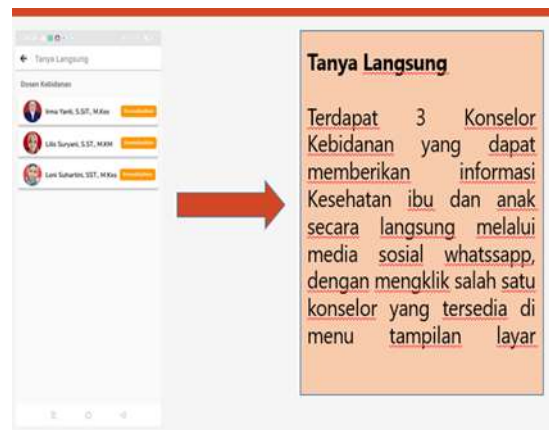 Tanya Langsung
Dosen Kebidanan
Irma Yanti, S.SiT., M.Kes
Lilis Suryani, S.ST., M.KM
Leni Suhartini, SST., M.Kes
Tanya Langsung
Terdapat 3 Konselor
Kebidanan yang dapat
memberikan informasi
Kesehatan ibu dan anak
secara langsung melalui
media sosial whatssapp,
dengan mengklik salah satu
konselor yang tersedia di
menu tampilan layar